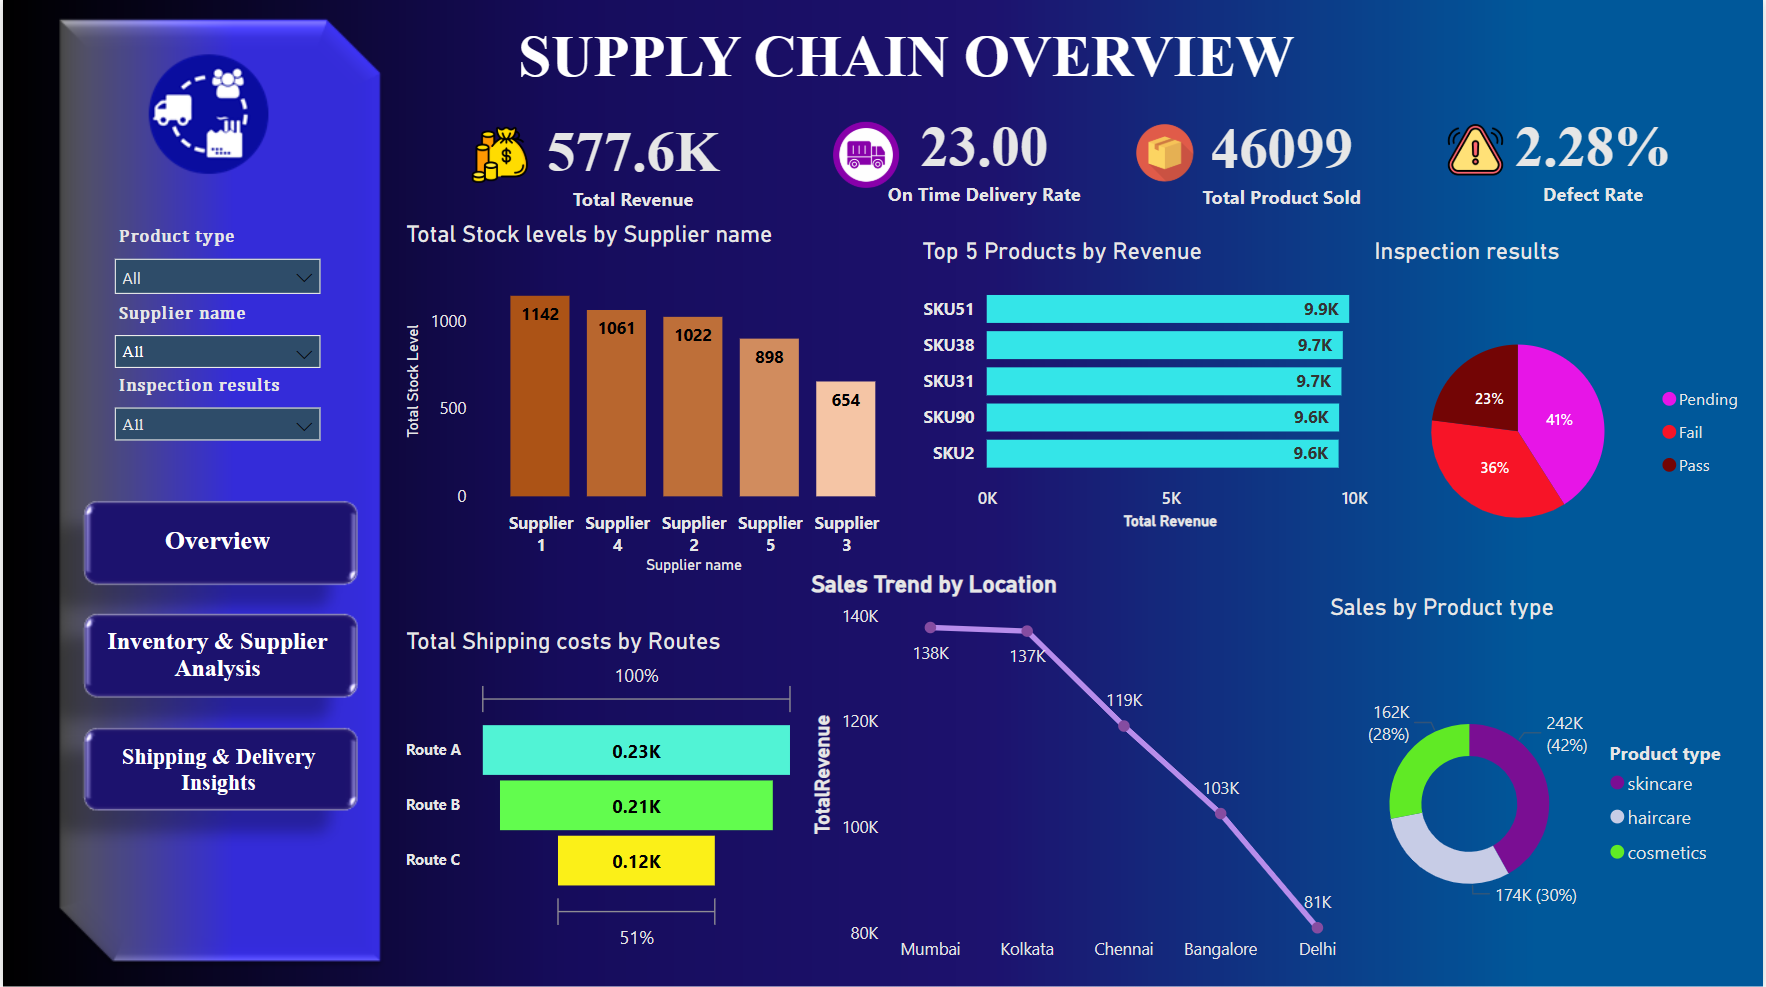 SUPPLY CHAIN OVERVIEW
577.6K
Total Revenue
23.00
On Time Delivery Rate
46099
Total Product Sold
2.28%
Defect Rate
Product type
All
Supplier name
All
Inspection results
All
Overview
Inventory & Supplier
Analysis
Shipping & Delivery
Insights
Total Stock levels by Supplier name
Total Stock Level
1000
500
0
1142
1061
1022
898
654
Supplier
1
Supplier
4
Supplier
2
Supplier
5
Supplier
3
Supplier name
Top 5 Products by Revenue
SKU51
9.9K
SKU38
9.7K
SKU31
9.7K
SKU90
9.6K
SKU2
9.6K
0K
5K
10K
Total Revenue
Inspection results
23%
41%
36%
Pending
Fail
Pass
Total Shipping costs by Routes
100%
Route A
0.23K
Route B
0.21K
Route C
0.12K
51%
Sales Trend by Location
TotalRevenue
140K
120K
100K
80K
138K
137K
119K
103K
81K
Mumbai
Kolkata
Chennai
Bangalore
Delhi
Sales by Product type
162K
(28%)
242K
(42%)
174K (30%)
Product type
skincare
haircare
cosmetics